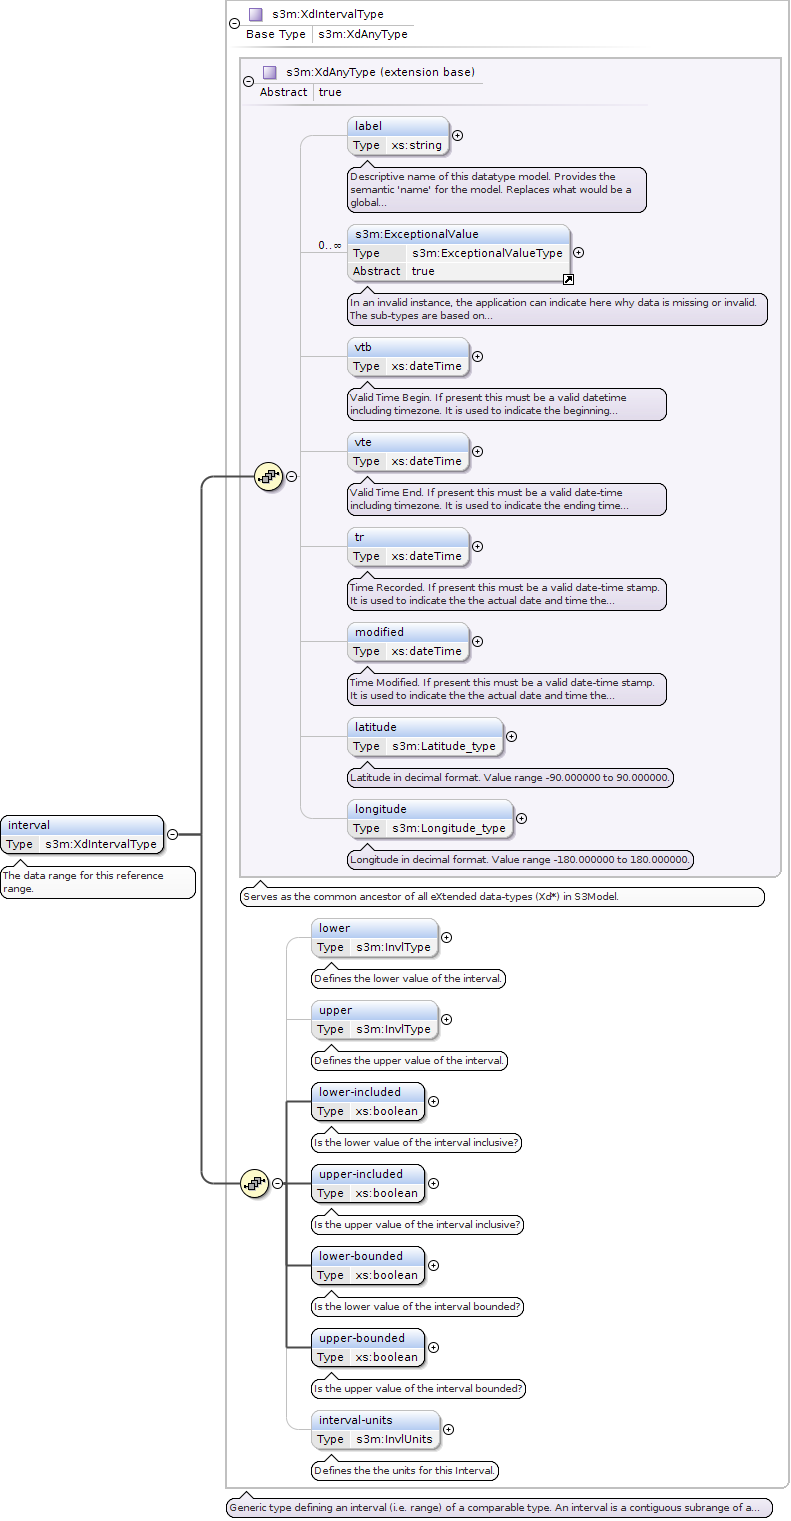 s3m:XdIntervalType
Base Type s3m:XdAnyType
s3m:XdAnyType (extension base)
Abstract true
label
Type xs:string
Descriptive name of this datatype model. Provides the
semantic 'name' for the model. Replaces what would be a
global...
0..∞
s3m:ExceptionalValue
Type s3m:ExceptionalValueType
Abstract true
In an invalid instance, the application can indicate here why data is missing or invalid.
The sub-types are based on...
vtb
Type xs:dateTime
Valid Time Begin. If present this must be a valid datetime
including timezone. It is used to indicate the beginning...
vte
Type xs:dateTime
Valid Time End. If present this must be a valid date-time
including timezone. It is used to indicate the ending time...
tr
Type xs:dateTime
Time Recorded. If present this must be a valid date-time stamp.
It is used to indicate the the actual date and time the...
modified
Type xs:dateTime
Time Modified. If present this must be a valid date-time stamp.
It is used to indicate the the actual date and time the...
latitude
Type s3m:Latitude_type
Latitude in decimal format. Value range -90.000000 to 90.000000.
longitude
Type s3m:Longitude_type
Longitude in decimal format. Value range -180.000000 to 180.000000.
interval
Type s3m:XdIntervalType
The data range for this reference
range.
Serves as the common ancestor of all eXtended data-types (Xd*) in S3Model.
lower
Type s3m:InvlType
Defines the lower value of the interval.
upper
Type s3m:InvlType
Defines the upper value of the interval.
lower-included
Type xs:boolean
Is the lower value of the interval inclusive?
upper-included
Type xs:boolean
Is the upper value of the interval inclusive?
lower-bounded
Type xs:boolean
Is the lower value of the interval bounded?
upper-bounded
Type xs:boolean
Is the upper value of the interval bounded?
interval-units
Type s3m:InvlUnits
Defines the the units for this Interval.
Generic type defining an interval (i.e. range) of a comparable type. An interval is a contiguous subrange of a...